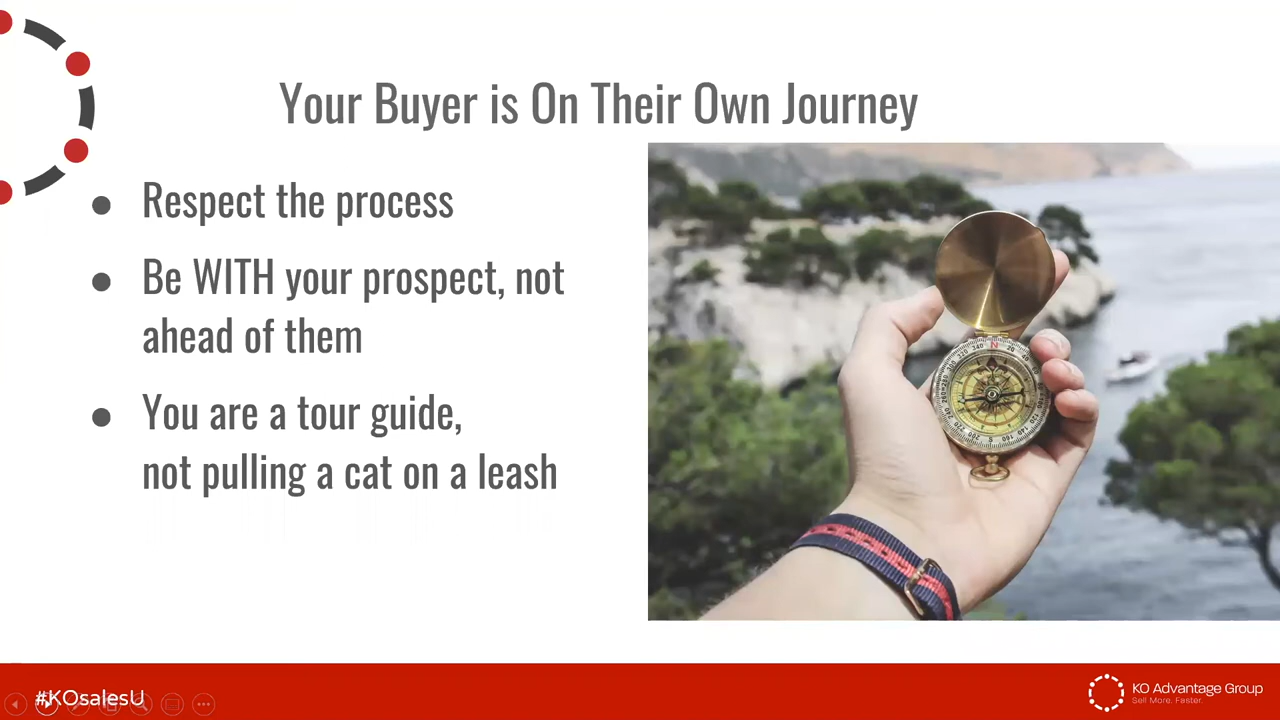 Your Buyer is On Their Own Journey
Respect the process
Be WITH your prospect, not
ahead of them
You are a tour guide,
not pulling a cat on a leash
#KOsalesU
KO Advantage Group
Sell More. Faster.